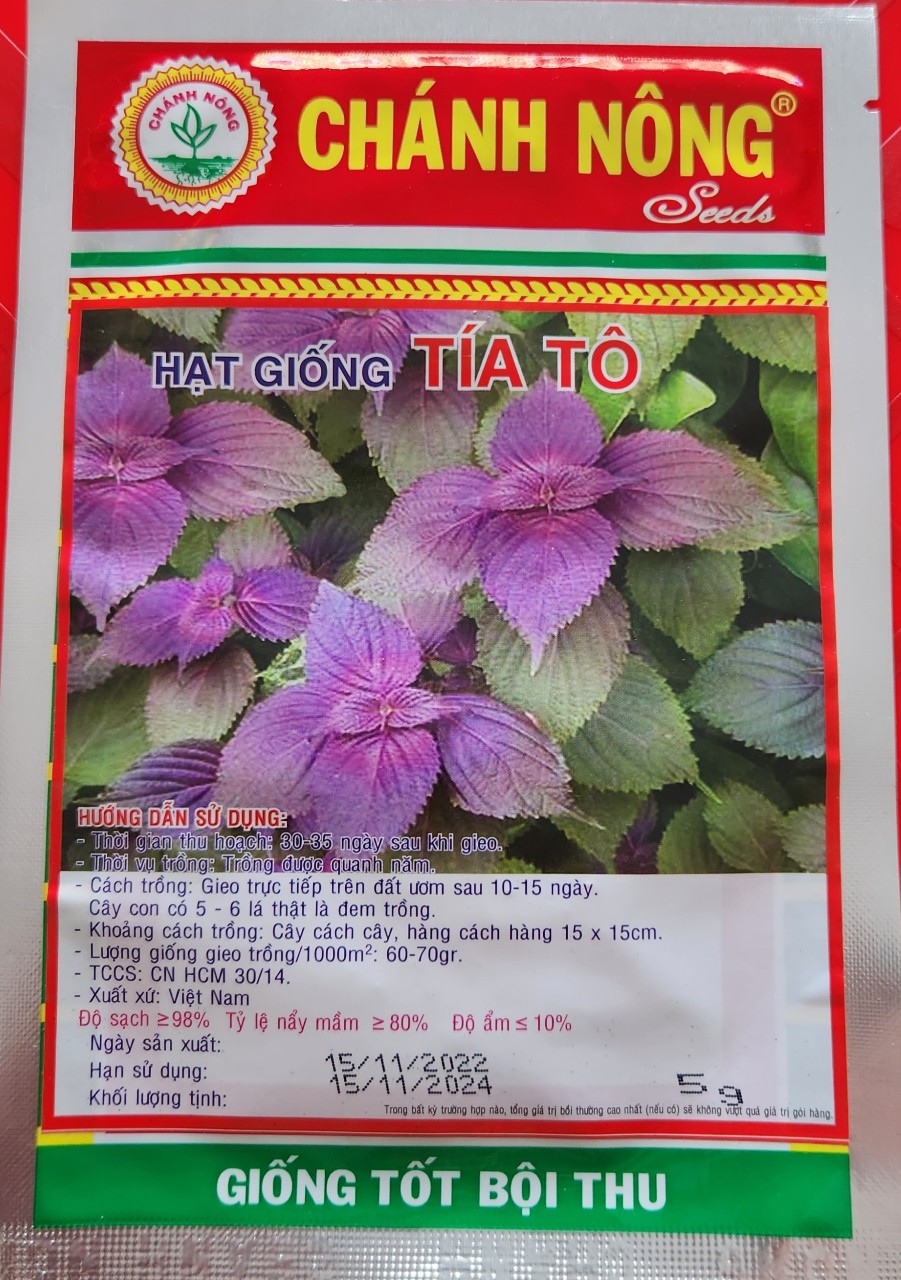 CHÁNH NÔNG
CHÁNH NÔNG®
Seeds
HẠT GIỐNG TÍA TÔ
HƯỚNG DẪN SỬ DỤNG:
- Thời gian thu hoạch: 30-35 ngày sau khi gieo.
- Thời vụ trồng: Trồng được quanh năm.
- Cách trồng: Gieo trực tiếp trên đất ươm sau 10-15 ngày.
Cây con có 5 - 6 lá thật là đem trồng.
- Khoảng cách trồng: Cây cách cây, hàng cách hàng 15 x 15cm.
- Lượng giống gieo trồng/1000m²: 60-70gr.
- TCCS: CN HCM 30/14.
- Xuất xứ: Việt Nam
Độ sạch ≥98% Tỷ lệ nẩy mầm ≥80% Độ ẩm ≤ 10%
Ngày sản xuất: 15/11/2022
Hạn sử dụng: 15/11/2024
Khối lượng tịnh: 5g
Trong bất kỳ trường hợp nào, tổng giá trị bồi thường cao nhất (nếu có) sẽ không vượt quá giá trị gói hàng.
GIỐNG TỐT BỘI THU